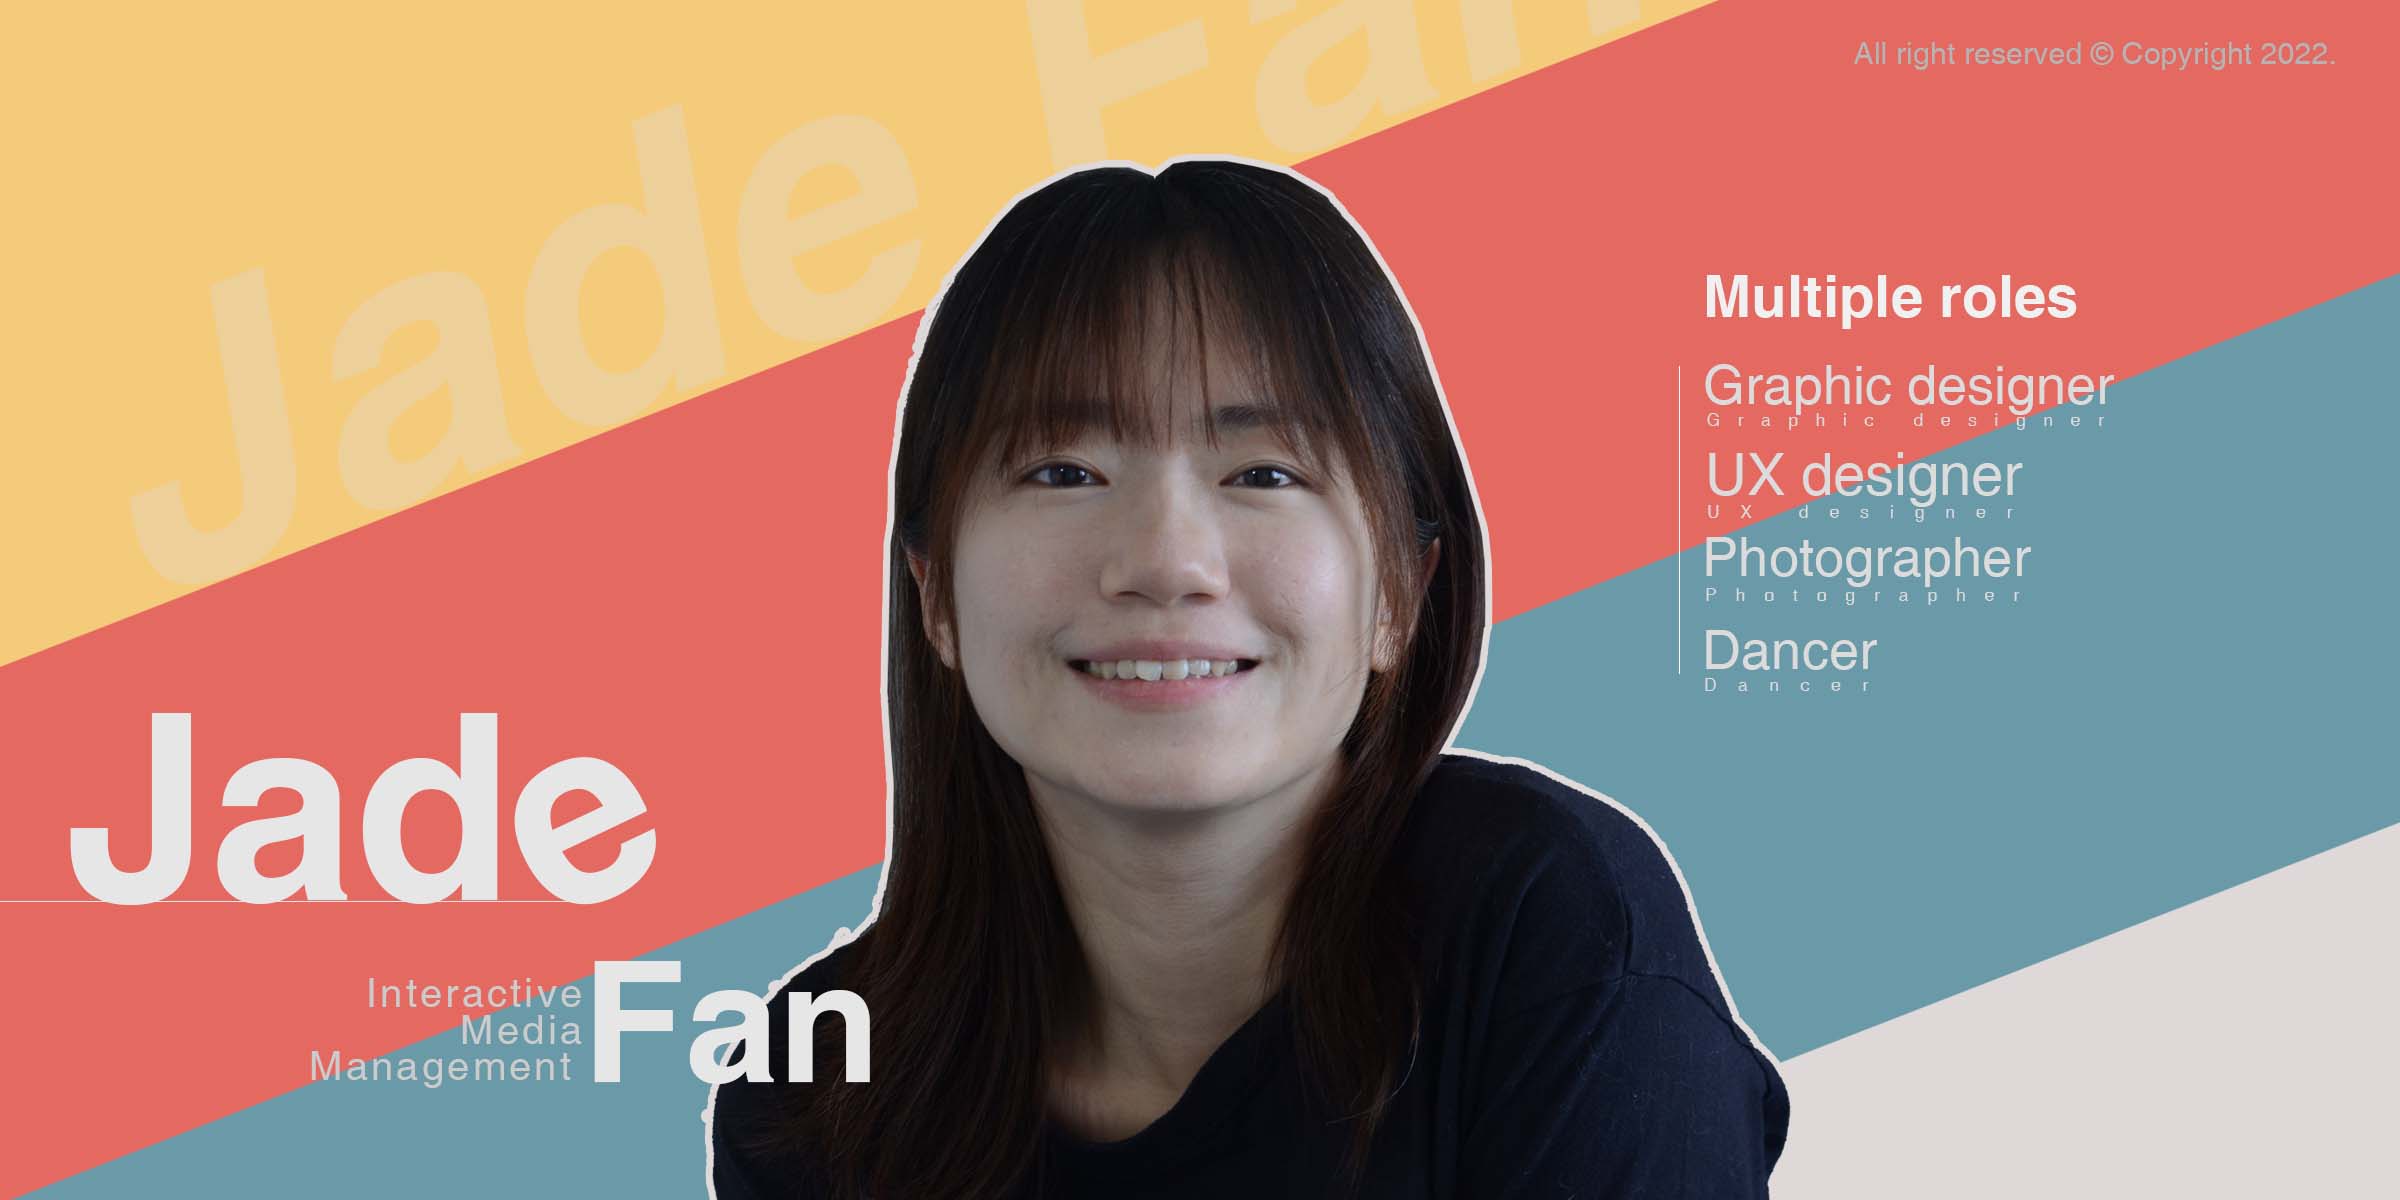 Jade Fan
All right reserved © Copyright 2022.
Multiple roles
Graphic designer
Graphic designer
UX designer
UX designer
Photographer
Photographer
Dancer
Dancer
Jade
Fan
Interactive
Media
Management